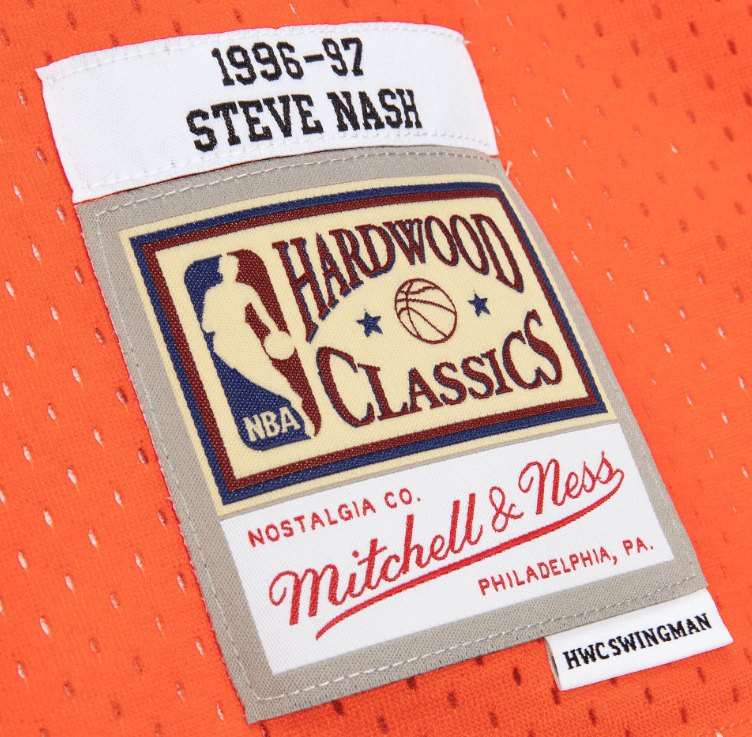 1996-97
STEVE NASH
HARDWOOD
CLASSICS
NBA
NOSTALGIA CO.
Mitchell & Ness
PHILADELPHIA, PA.
HWC SWINGMAN